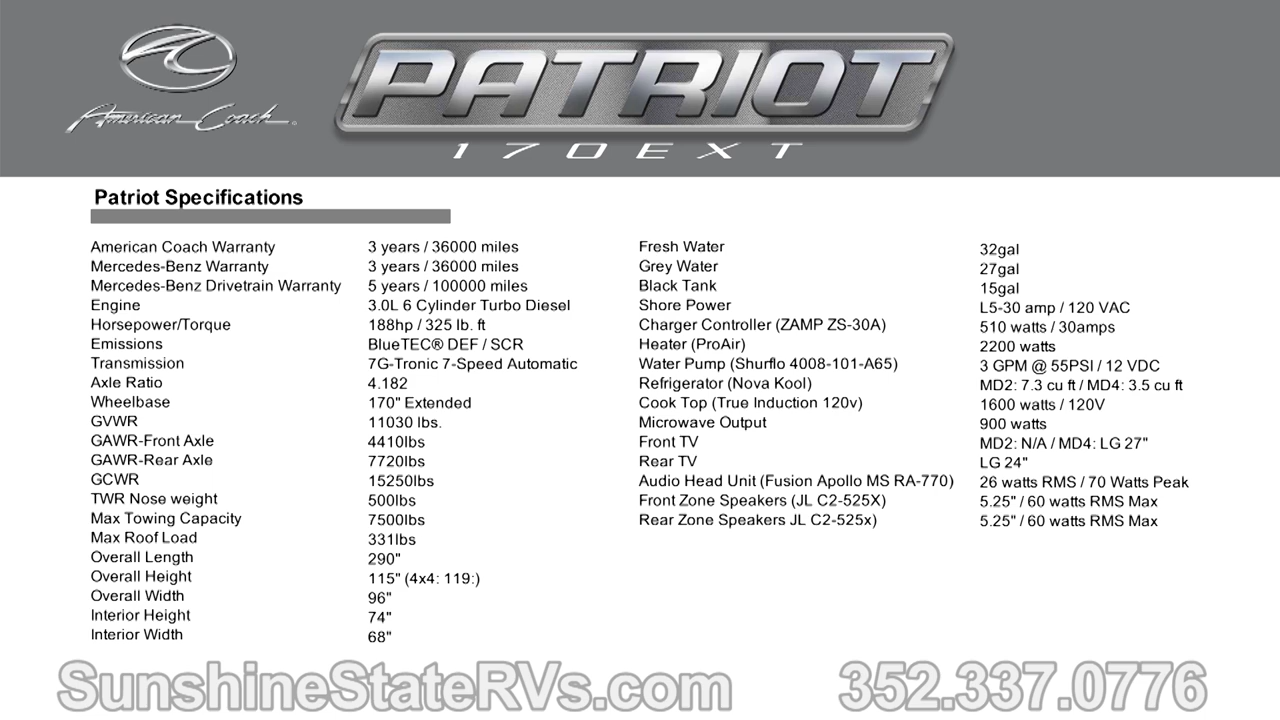 American Coach
PATRIOT
170EXT
Patriot Specifications
American Coach Warranty 3 years / 36000 miles
Mercedes-Benz Warranty 3 years / 36000 miles
Mercedes-Benz Drivetrain Warranty 5 years / 100000 miles
Engine 3.0L 6 Cylinder Turbo Diesel
Horsepower/Torque 188hp / 325 lb. ft
Emissions BlueTEC® DEF / SCR
Transmission 7G-Tronic 7-Speed Automatic
Axle Ratio 4.182
Wheelbase 170" Extended
GVWR 11030 lbs.
GAWR-Front Axle 4410lbs
GAWR-Rear Axle 7720lbs
GCWR 15250lbs
TWR Nose weight 500lbs
Max Towing Capacity 7500lbs
Max Roof Load 331lbs
Overall Length 290"
Overall Height 115" (4x4: 119:)
Overall Width 96"
Interior Height 74"
Interior Width 68"
Fresh Water 32gal
Grey Water 27gal
Black Tank 15gal
Shore Power L5-30 amp / 120 VAC
Charger Controller (ZAMP ZS-30A) 510 watts / 30amps
Heater (ProAir) 2200 watts
Water Pump (Shurflo 4008-101-A65) 3 GPM @ 55PSI / 12 VDC
Refrigerator (Nova Kool) MD2: 7.3 cu ft / MD4: 3.5 cu ft
Cook Top (True Induction 120v) 1600 watts / 120V
Microwave Output 900 watts
Front TV MD2: N/A / MD4: LG 27"
Rear TV LG 24"
Audio Head Unit (Fusion Apollo MS RA-770) 26 watts RMS / 70 Watts Peak
Front Zone Speakers (JL C2-525X) 5.25" / 60 watts RMS Max
Rear Zone Speakers JL C2-525x) 5.25" / 60 watts RMS Max
SunshineStateRVs.com 352.337.0776